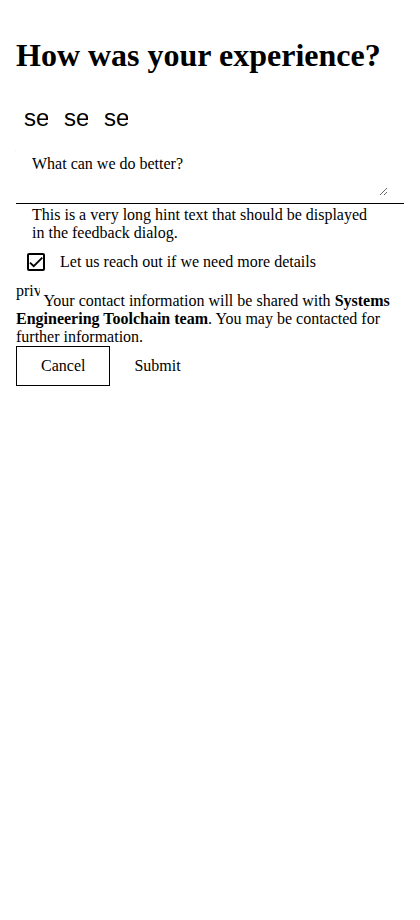 How was your experience?
se se se
What can we do better?
This is a very long hint text that should be displayed
in the feedback dialog.
Let us reach out if we need more details
priv Your contact information will be shared with Systems
Engineering Toolchain team. You may be contacted for
further information.
Cancel Submit